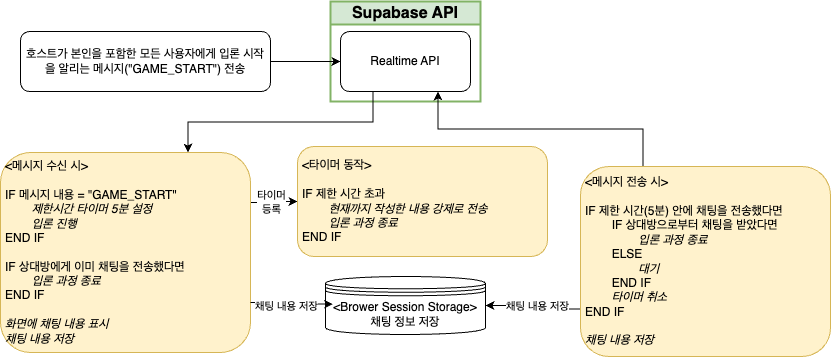 Supabase API
호스트가 본인을 포함한 모든 사용자에게 입론 시작
을 알리는 메시지("GAME_START") 전송
Realtime API
<메시지 수신 시>
IF 메시지 내용 = "GAME_START"
제한시간 타이머 5분 설정
입론 진행
END IF
IF 상대방에게 이미 채팅을 전송했다면
입론 과정 종료
END IF
화면에 채팅 내용 표시
채팅 내용 저장
타이머
등록
<타이머 동작>
IF 제한 시간 초과
현재까지 작성한 내용 강제로 전송
입론 과정 종료
END IF
<메시지 전송 시>
IF 제한 시간(5분) 안에 채팅을 전송했다면
IF 상대방으로부터 채팅을 받았다면
입론 과정 종료
ELSE
대기
END IF
타이머 취소
END IF
채팅 내용 저장
채팅 내용 저장
<Brower Session Storage>
채팅 정보 저장
채팅 내용 저장